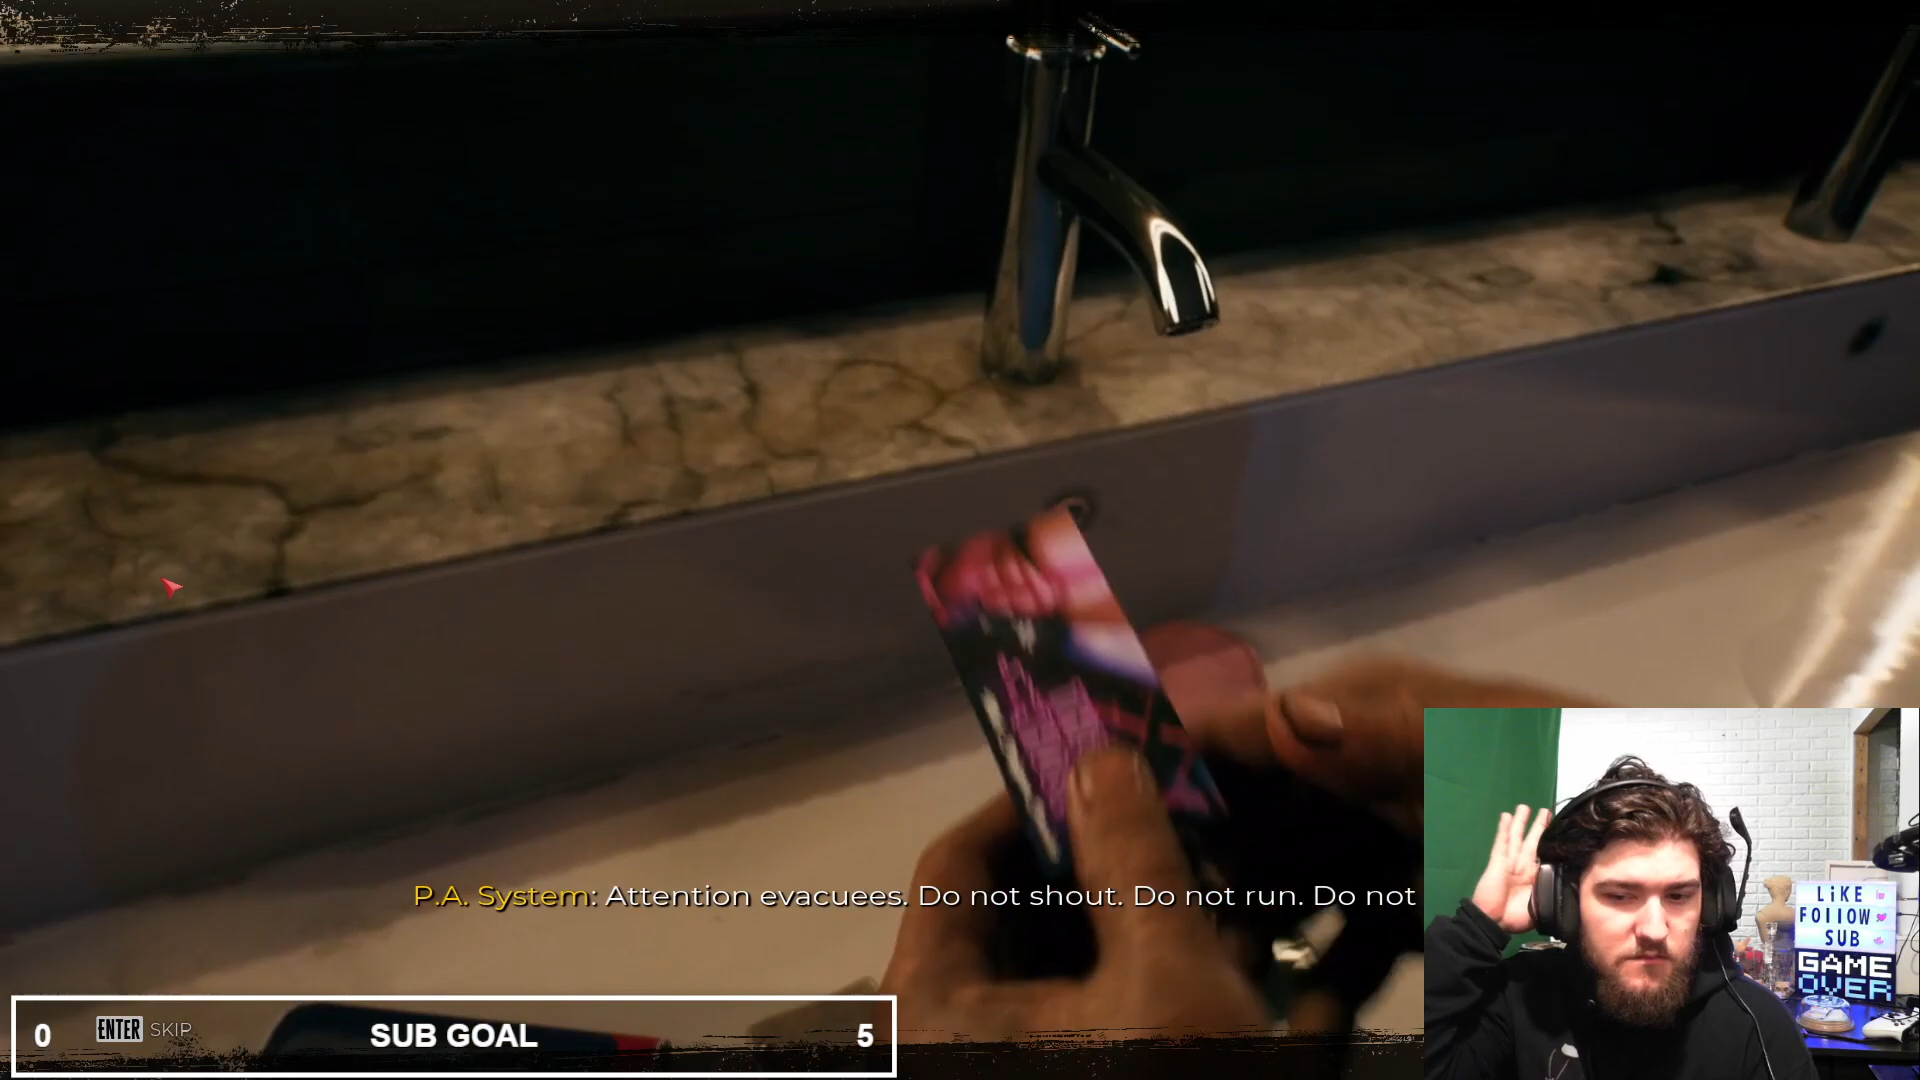 P.A. System: Attention evacuees. Do not shout. Do not run. Do not
LiKE
FOllOW
SUB
GAME
OVER
0
ENTER SKIP
SUB GOAL
5